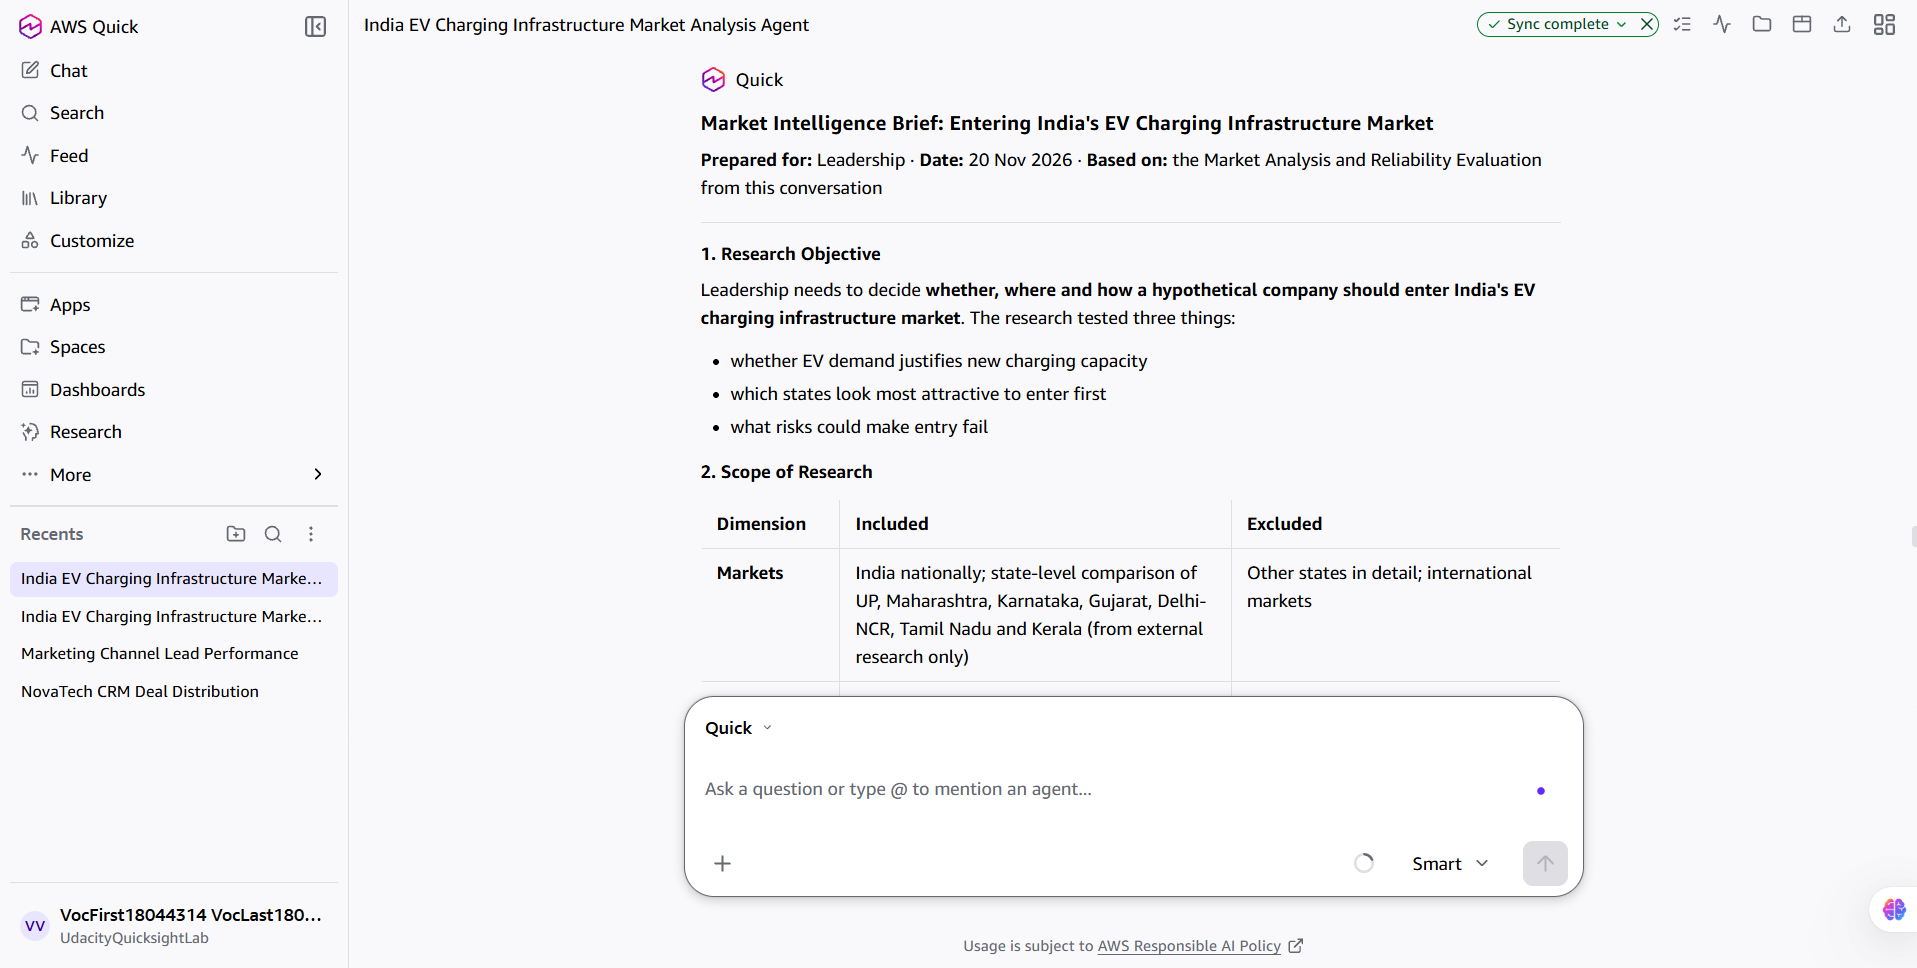 AWS Quick
Chat
Search
Feed
Library
Customize
Apps
Spaces
Dashboards
Research
More
Recents
India EV Charging Infrastructure Marke...
India EV Charging Infrastructure Marke...
Marketing Channel Lead Performance
NovaTech CRM Deal Distribution
VV
VocFirst18044314 VocLast180...
UdacityQuicksightLab
India EV Charging Infrastructure Market Analysis Agent
Sync complete
Quick
Market Intelligence Brief: Entering India's EV Charging Infrastructure Market
Prepared for: Leadership · Date: 20 Nov 2026 · Based on: the Market Analysis and Reliability Evaluation
from this conversation
1. Research Objective
Leadership needs to decide whether, where and how a hypothetical company should enter India's EV
charging infrastructure market. The research tested three things:
• whether EV demand justifies new charging capacity
• which states look most attractive to enter first
• what risks could make entry fail
2. Scope of Research
Dimension Included Excluded
Markets India nationally; state-level comparison of Other states in detail; international
UP, Maharashtra, Karnataka, Gujarat, Delhi- markets
NCR, Tamil Nadu and Kerala (from external
research only)
Quick
Ask a question or type @ to mention an agent...
Smart
Usage is subject to AWS Responsible AI Policy